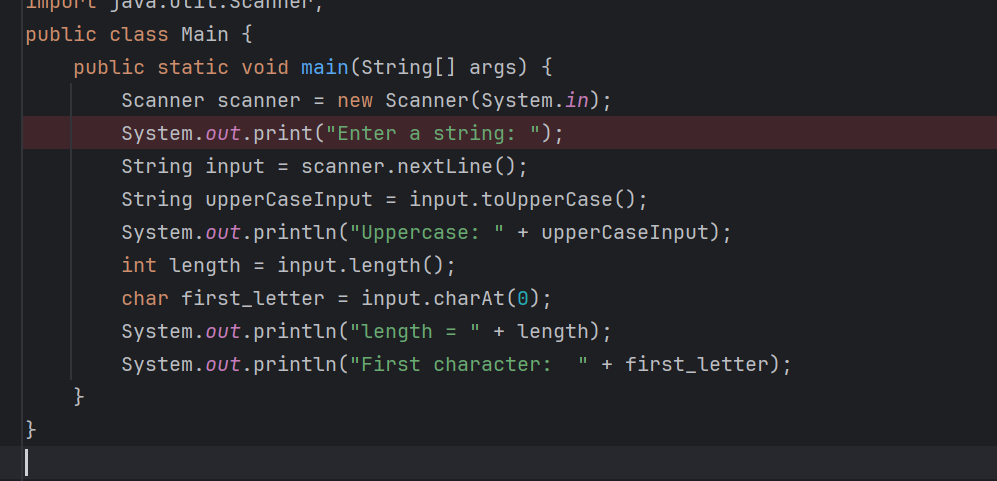 import java.util.Scanner;
public class Main {
    public static void main(String[] args) {
        Scanner scanner = new Scanner(System.in);
        System.out.print("Enter a string: ");
        String input = scanner.nextLine();
        String upperCaseInput = input.toUpperCase();
        System.out.println("Uppercase: " + upperCaseInput);
        int length = input.length();
        char first_letter = input.charAt(0);
        System.out.println("length = " + length);
        System.out.println("First character:  " + first_letter);
    }
}